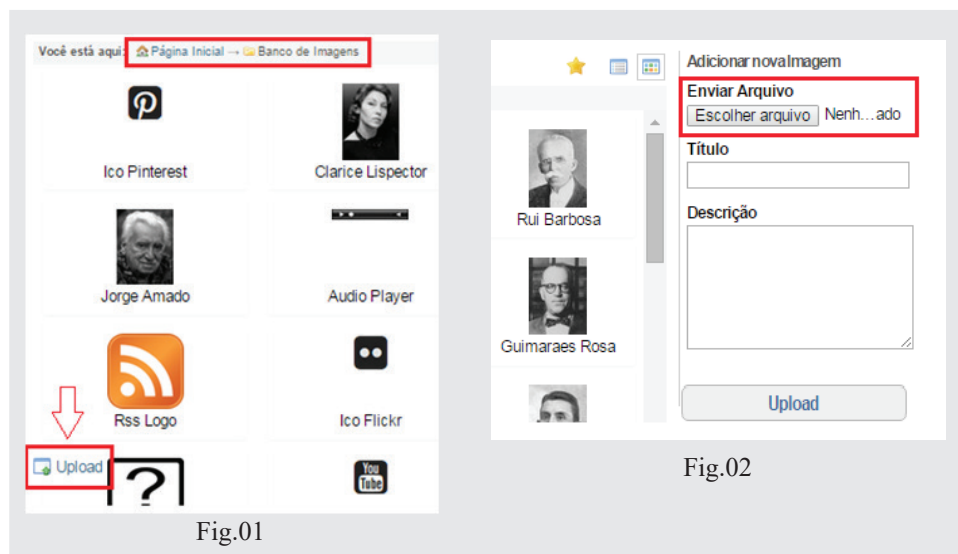 Você está aqui: Página Inicial → Banco de Imagens
Ico Pinterest
Clarice Lispector
Jorge Amado
Audio Player
Rss Logo
Ico Flickr
Upload
?
You
Tube
Fig.01
Adicionar novaImagem
Enviar Arquivo
Escolher arquivo Nenh...ado
Título
Rui Barbosa
Descrição
Guimaraes Rosa
Upload
Fig.02